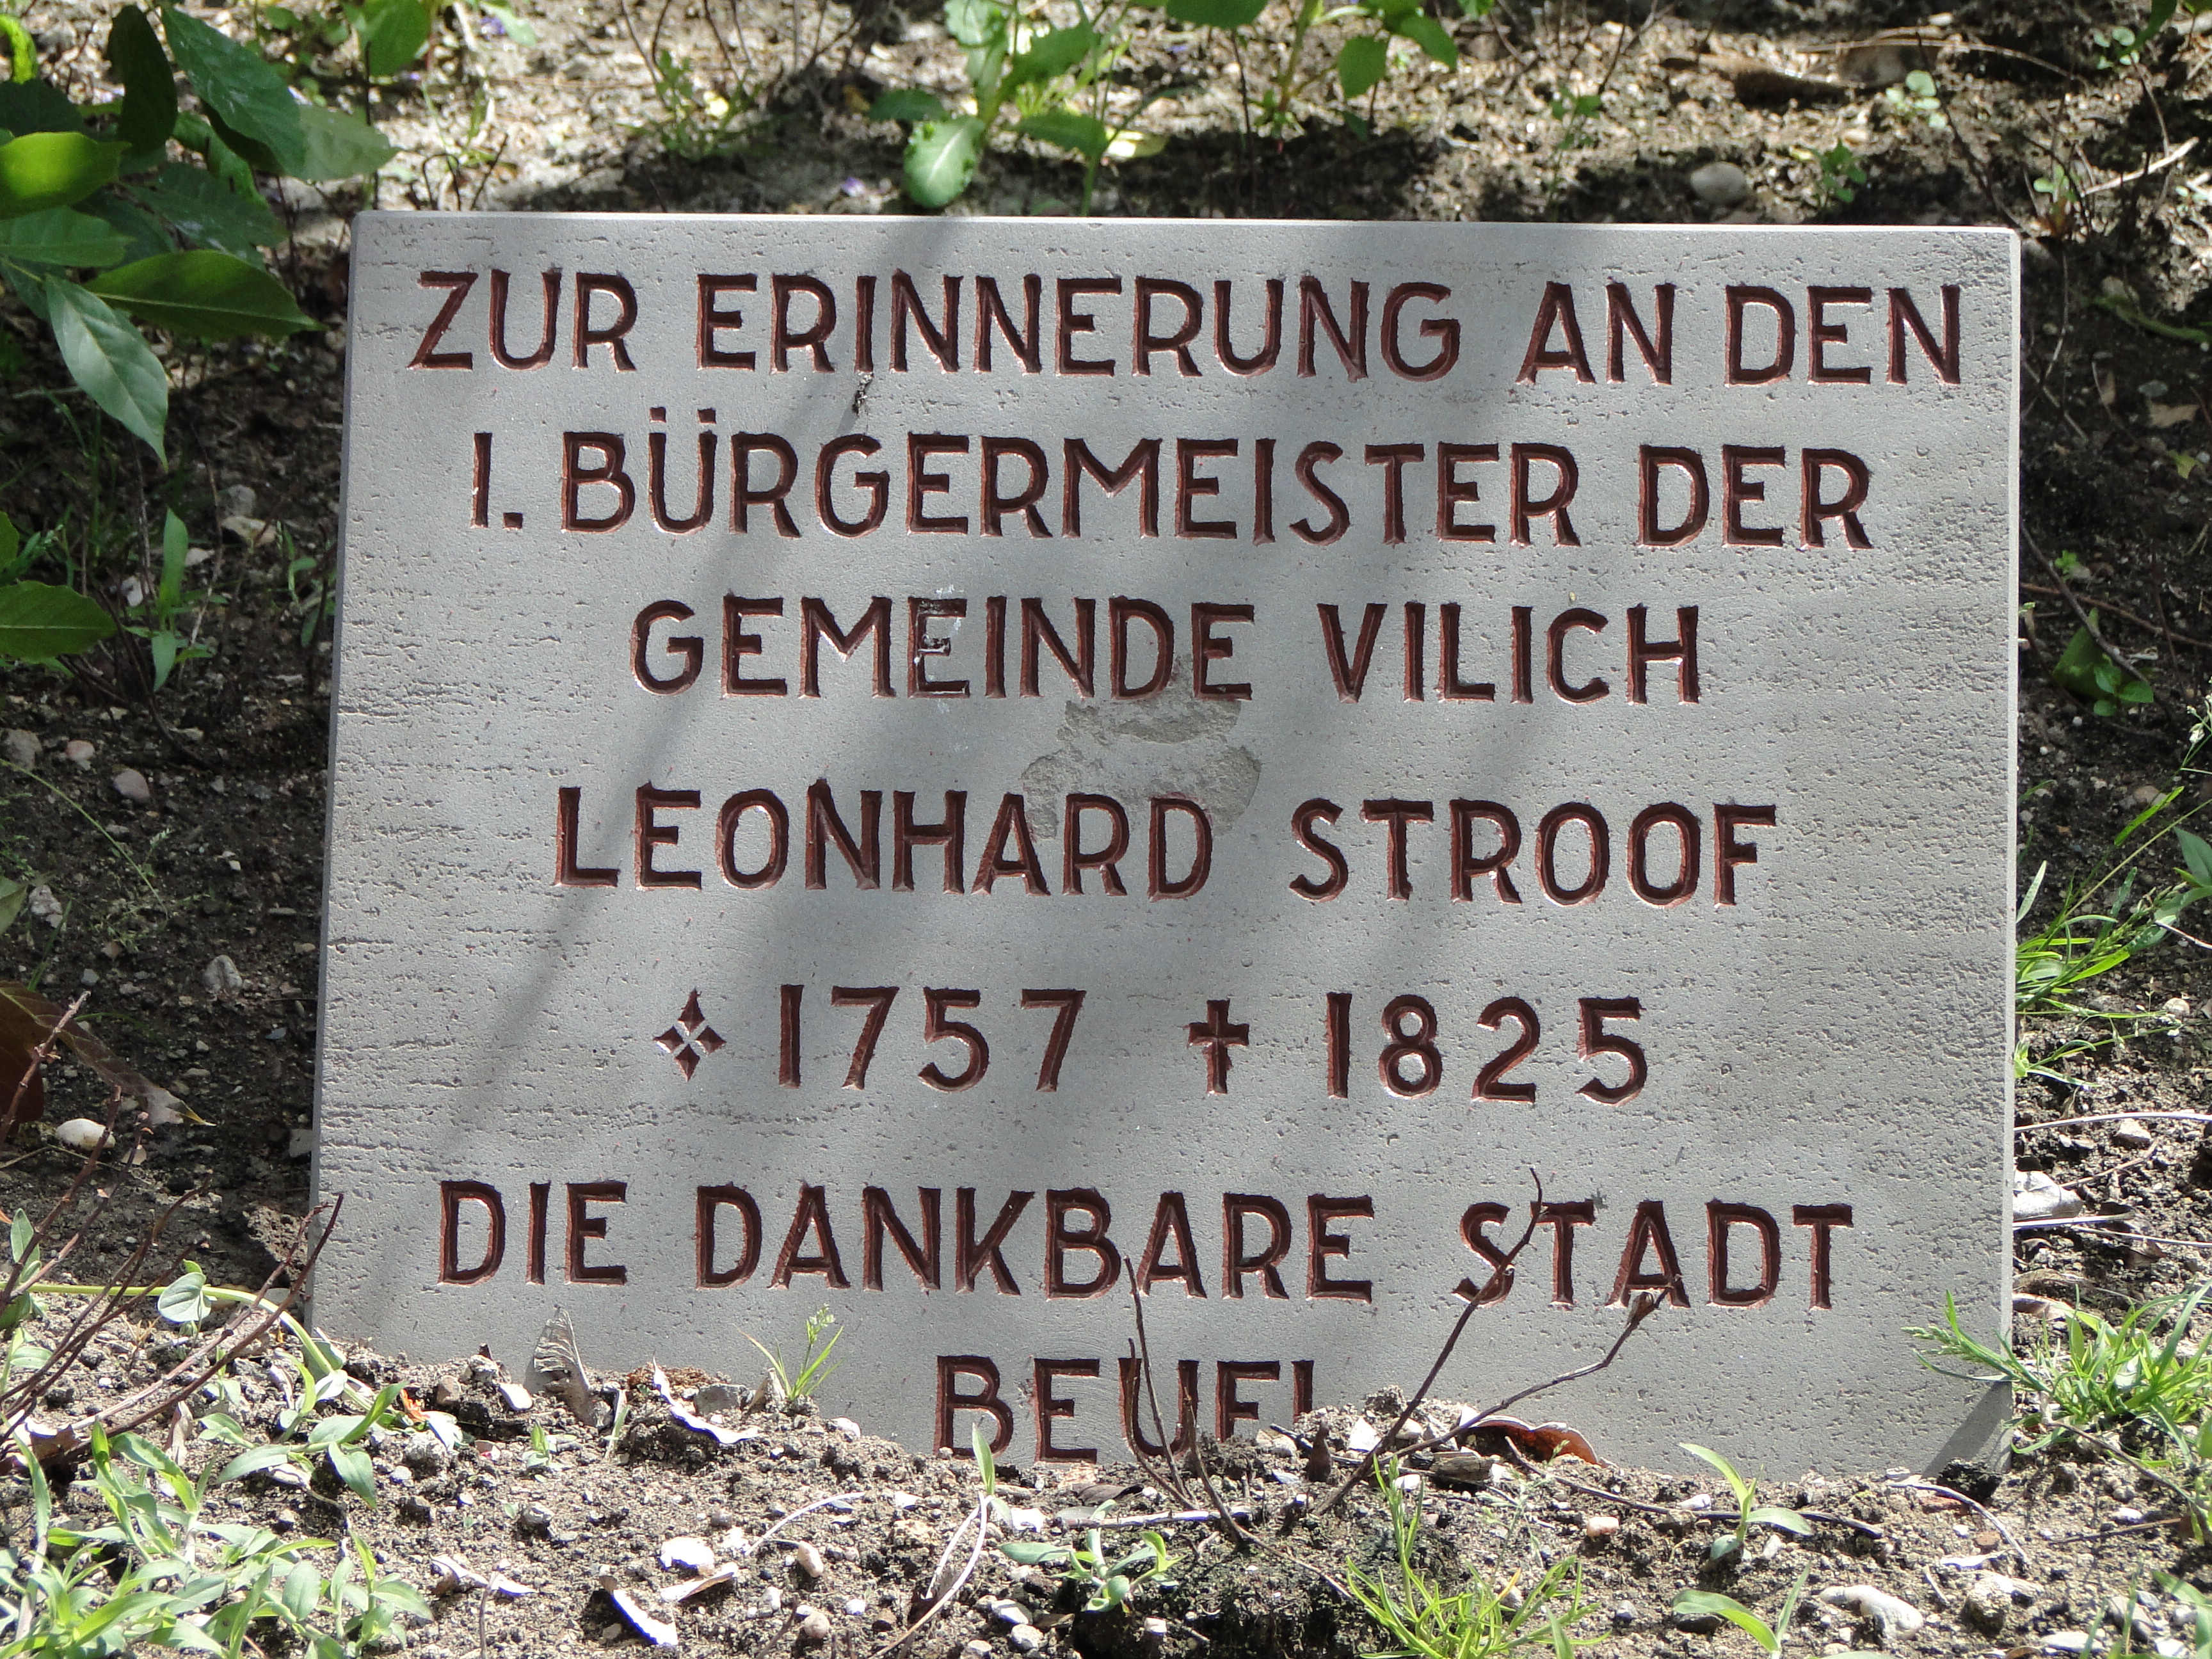 ZUR ERINNERUNG AN DEN
I. BÜRGERMEISTER DER
GEMEINDE VILICH
LEONHARD STROOF
✥ 1757 ✝ 1825
DIE DANKBARE STADT
BEUEL